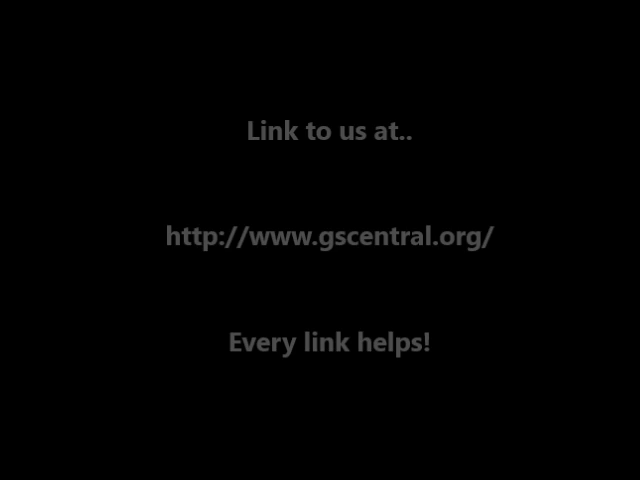 Link to us at..
http://www.gscentral.org/
Every link helps!